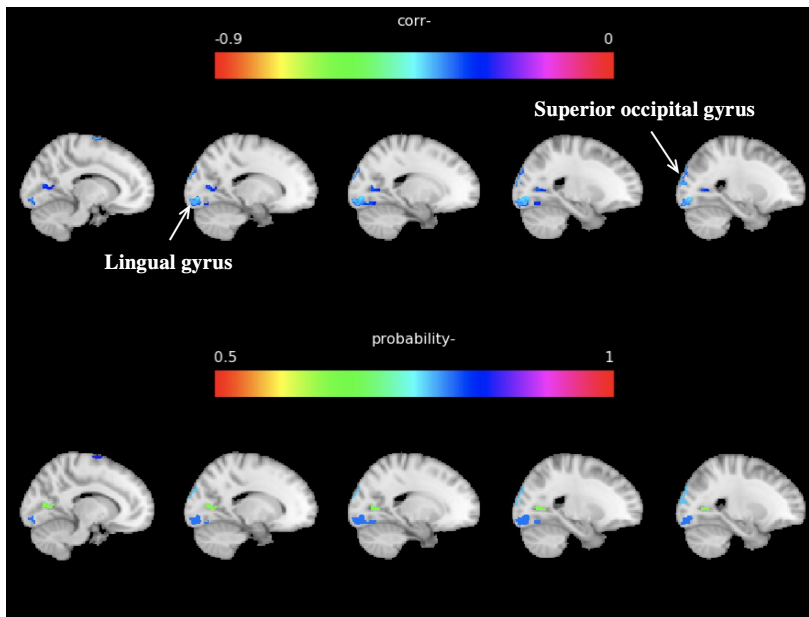 corr-
-0.9 0
Superior occipital gyrus
Lingual gyrus
probability-
0.5 1